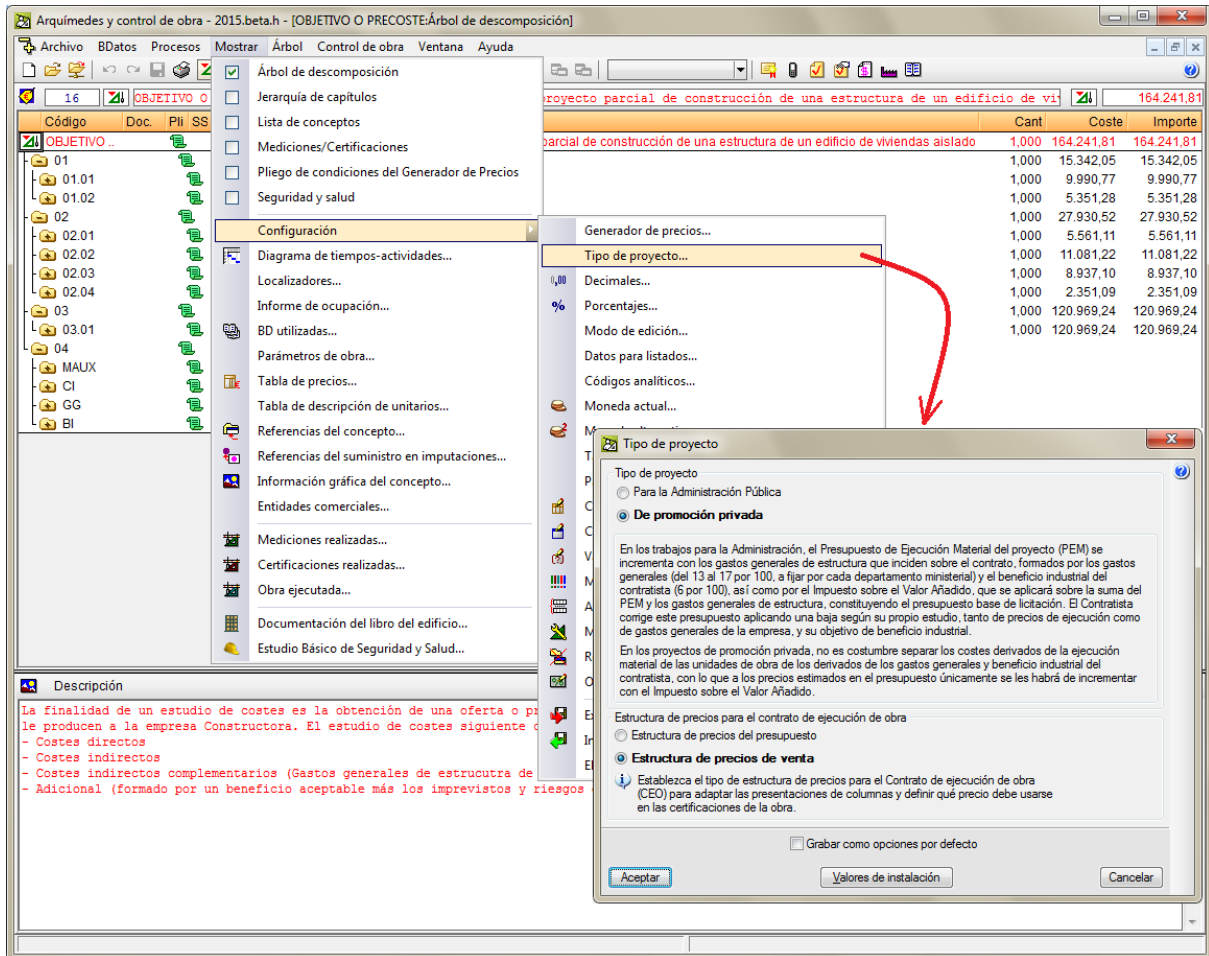 Arquímedes y control de obra - 2015.beta.h - [OBJETIVO O PRECOSTE:Árbol de descomposición]
Archivo BDatos Procesos Mostrar Árbol Control de obra Ventana Ayuda
16 OBJETIVO O royecto parcial de construcción de una estructura de un edificio de vi 164.241,81
Código Doc. Pli SS Cant Coste Importe
OBJETIVO .. parcial de construcción de una estructura de un edificio de viviendas aislado 1,000 164.241,81 164.241,81
01 1,000 15.342,05 15.342,05
01.01 1,000 9.990,77 9.990,77
01.02 1,000 5.351,28 5.351,28
02 1,000 27.930,52 27.930,52
02.01 1,000 5.561,11 5.561,11
02.02 1,000 11.081,22 11.081,22
02.03 1,000 8.937,10 8.937,10
02.04 1,000 2.351,09 2.351,09
03 1,000 120.969,24 120.969,24
03.01 1,000 120.969,24 120.969,24
04
MAUX
CI
GG
BI
Árbol de descomposición
Jerarquía de capítulos
Lista de conceptos
Mediciones/Certificaciones
Pliego de condiciones del Generador de Precios
Seguridad y salud
Configuración
Diagrama de tiempos-actividades...
Localizadores...
Informe de ocupación...
BD utilizadas...
Parámetros de obra...
Tabla de precios...
Tabla de descripción de unitarios...
Referencias del concepto...
Referencias del suministro en imputaciones...
Información gráfica del concepto...
Entidades comerciales...
Mediciones realizadas...
Certificaciones realizadas...
Obra ejecutada...
Documentación del libro del edificio...
Estudio Básico de Seguridad y Salud...
Generador de precios...
Tipo de proyecto...
0,00 Decimales...
% Porcentajes...
Modo de edición...
Datos para listados...
Códigos analíticos...
Moneda actual...
Tipo de proyecto
Tipo de proyecto
Para la Administración Pública
De promoción privada
En los trabajos para la Administración, el Presupuesto de Ejecución Material del proyecto (PEM) se
incrementa con los gastos generales de estructura que inciden sobre el contrato, formados por los gastos
generales (del 13 al 17 por 100, a fijar por cada departamento ministerial) y el beneficio industrial del
contratista (6 por 100), así como por el Impuesto sobre el Valor Añadido, que se aplicará sobre la suma del
PEM y los gastos generales de estructura, constituyendo el presupuesto base de licitación. El Contratista
corrige este presupuesto aplicando una baja según su propio estudio, tanto de precios de ejecución como
de gastos generales de la empresa, y su objetivo de beneficio industrial.
En los proyectos de promoción privada, no es costumbre separar los costes derivados de la ejecución
material de las unidades de obra de los derivados de los gastos generales y beneficio industrial del
contratista, con lo que a los precios estimados en el presupuesto únicamente se les habrá de incrementar
con el Impuesto sobre el Valor Añadido.
Estructura de precios para el contrato de ejecución de obra
Estructura de precios del presupuesto
Estructura de precios de venta
Establezca el tipo de estructura de precios para el Contrato de ejecución de obra
(CEO) para adaptar las presentaciones de columnas y definir qué precio debe usarse
en las certificaciones de la obra.
Grabar como opciones por defecto
Aceptar Valores de instalación Cancelar
Descripción
La finalidad de un estudio de costes es la obtención de una oferta o pr
le producen a la empresa Constructora. El estudio de costes siguiente
- Costes directos
- Costes indirectos
- Costes indirectos complementarios (Gastos generales de estrucutra de
- Adicional (formado por un beneficio aceptable más los imprevistos y riesgos